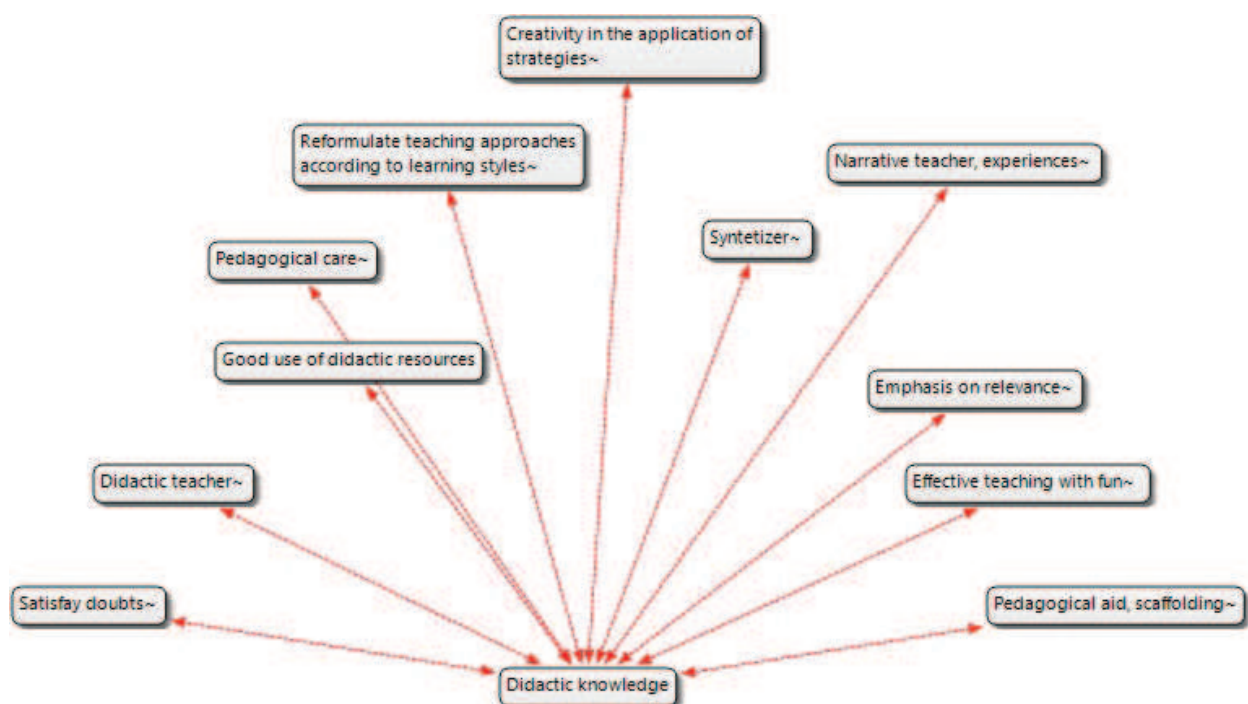 Creativity in the application of
strategies~
Reformulate teaching approaches
according to learning styles~
Narrative teacher, experiences~
Syntetizer~
Pedagogical care~
Good use of didactic resources
Emphasis on relevance~
Didactic teacher~
Effective teaching with fun~
Satisfay doubts~
Pedagogical aid, scaffolding~
Didactic knowledge